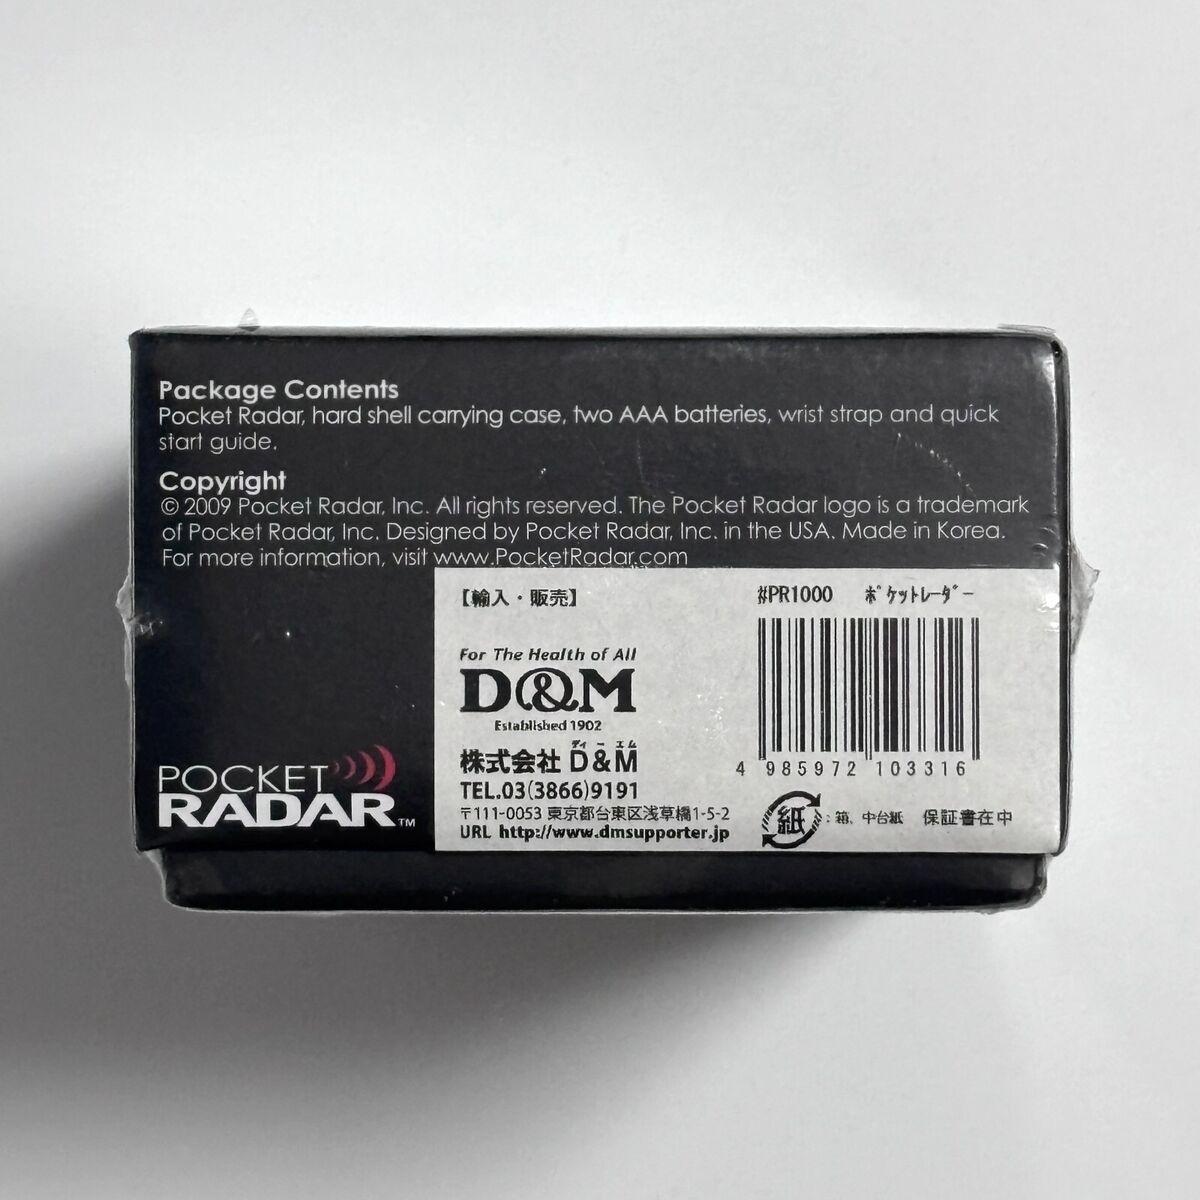 Package Contents
Pocket Radar, hard shell carrying case, two AAA batteries, wrist strap and quick
start guide.
Copyright
© 2009 Pocket Radar, Inc. All rights reserved. The Pocket Radar logo is a trademark
of Pocket Radar, Inc. Designed by Pocket Radar, Inc. in the USA. Made in Korea.
For more information, visit www.PocketRadar.com
POCKET
RADAR™
【輸入・販売】
For The Health of All
D&M
Established 1902
ディーエム
株式会社 D&M
TEL.03(3866)9191
〒111-0053 東京都台東区浅草橋1-5-2
URL http://www.dmsupporter.jp
#PR1000 ポケットレーダー
4 985972 103316
紙 : 箱、中台紙 保証書在中